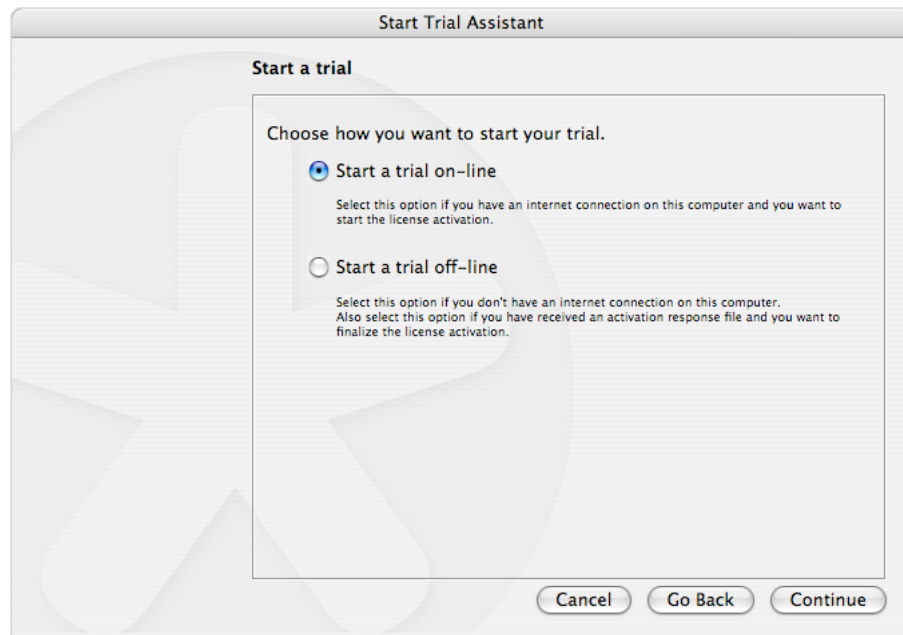 Start Trial Assistant
Start a trial
Choose how you want to start your trial.
Start a trial on-line
Select this option if you have an internet connection on this computer and you want to
start the license activation.
Start a trial off-line
Select this option if you don't have an internet connection on this computer.
Also select this option if you have received an activation response file and you want to
finalize the license activation.
Cancel Go Back Continue